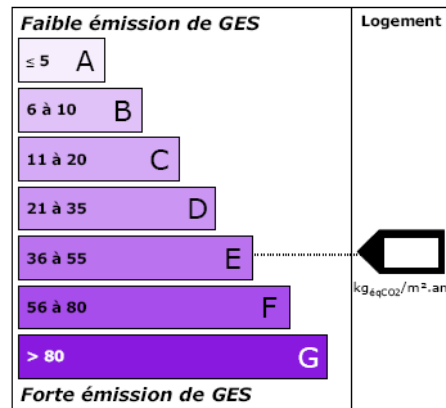 Faible émission de GES
Logement
≤ 5 A
6 à 10 B
11 à 20 C
21 à 35 D
36 à 55 E
56 à 80 F
> 80 G
kgéqCO2/m².an
Forte émission de GES